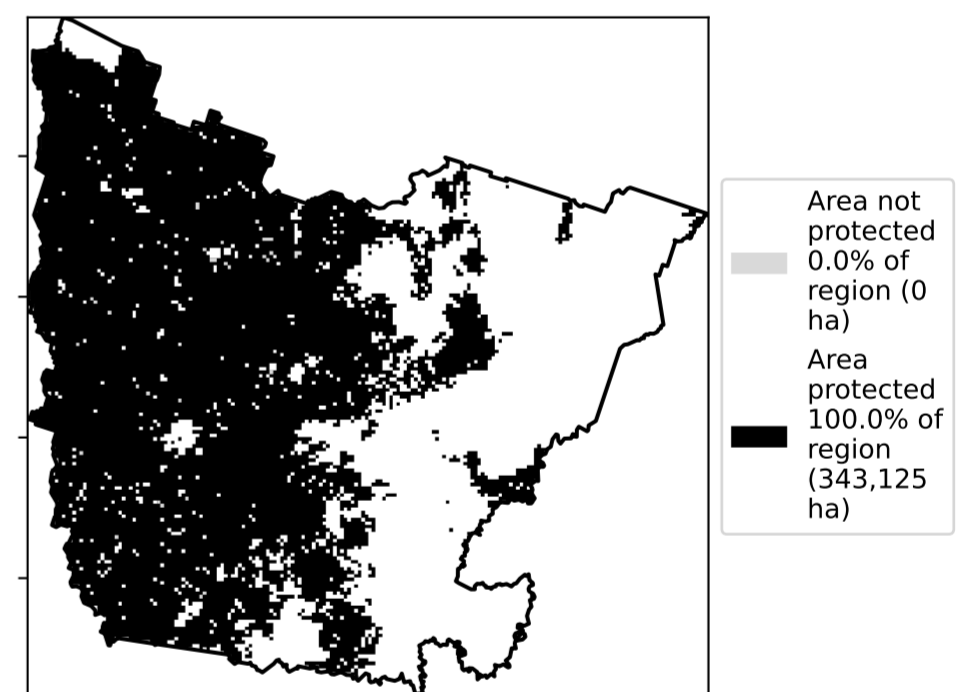 Area not
protected
0.0% of
region (0
ha)
Area
protected
100.0% of
region
(343,125
ha)